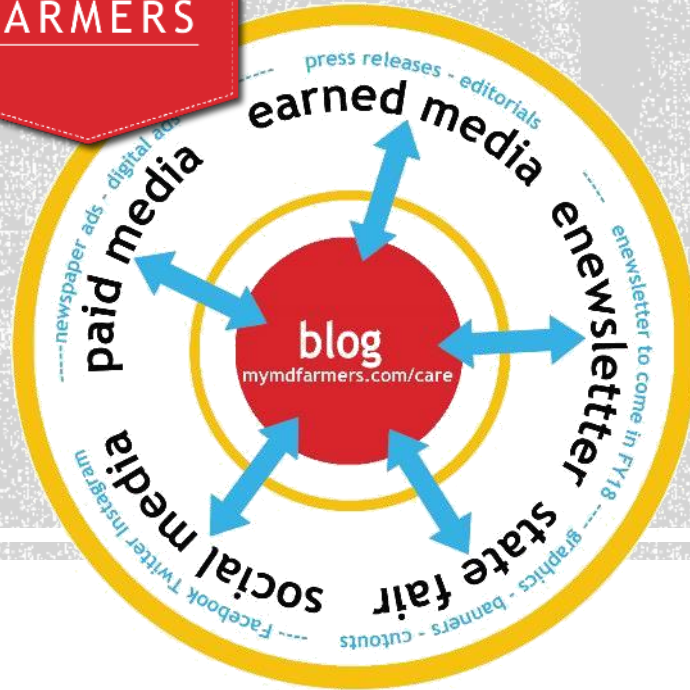 ARMERS
press releases - editorials
earned media
enewslettter
enewsletter to come in FY18 ----
state fair
graphics - banners - cutouts
social media
---- Facebook Twitter Instagram
paid media
-----newspaper ads - digital ads
blog
mymdfarmers.com/care